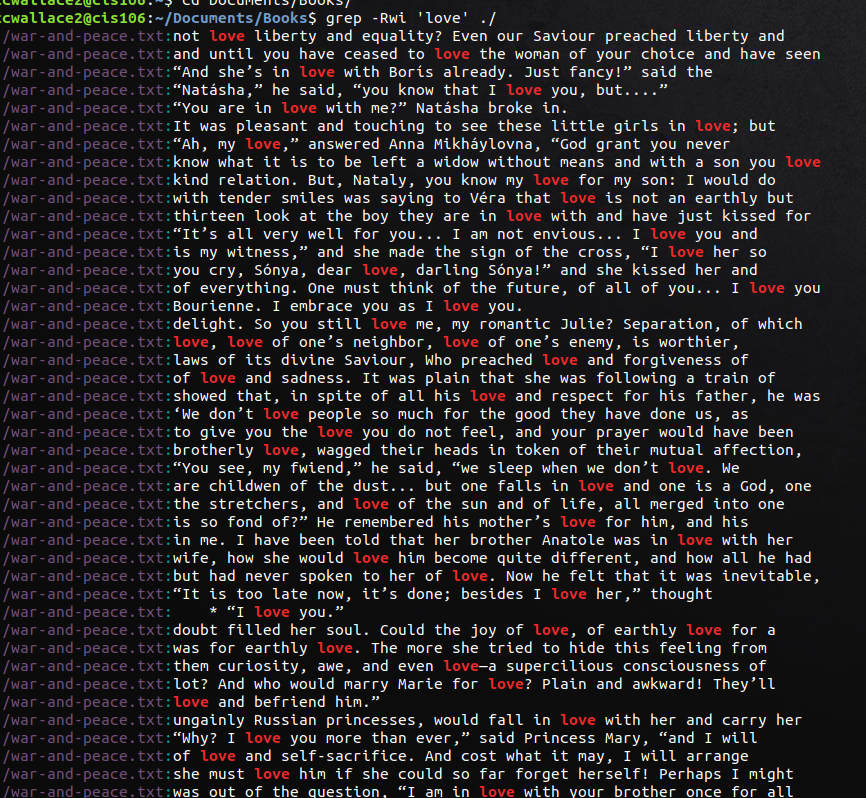 cwallace2@cis106:~$ cd Documents/Books/
cwallace2@cis106:~/Documents/Books$ grep -Rwi 'love' ./
/war-and-peace.txt:not love liberty and equality? Even our Saviour preached liberty and
/war-and-peace.txt:and until you have ceased to love the woman of your choice and have seen
/war-and-peace.txt:“And she’s in love with Borís already. Just fancy!” said the
/war-and-peace.txt:“Natásha,” he said, “you know that I love you, but....”
/war-and-peace.txt:“You are in love with me?” Natásha broke in.
/war-and-peace.txt:It was pleasant and touching to see these little girls in love; but
/war-and-peace.txt:“Ah, my love,” answered Anna Mikháylovna, “God grant you never
/war-and-peace.txt:know what it is to be left a widow without means and with a son you love
/war-and-peace.txt:kind relation. But, Nataly, you know my love for my son: I would do
/war-and-peace.txt:with tender smiles was saying to Véra that love is not an earthly but
/war-and-peace.txt:thirteen look at the boy they are in love with and have just kissed for
/war-and-peace.txt:“It’s all very well for you... I am not envious... I love you and
/war-and-peace.txt:is my witness,” and she made the sign of the cross, “I love her so
/war-and-peace.txt:you cry, Sónya, dear love, darling Sónya!” and she kissed her and
/war-and-peace.txt:of everything. One must think of the future, of all of you... I love you
/war-and-peace.txt:Bourienne. I embrace you as I love you.
/war-and-peace.txt:delight. So you still love me, my romantic Julie? Separation, of which
/war-and-peace.txt:love, love of one’s neighbor, love of one’s enemy, is worthier,
/war-and-peace.txt:laws of its divine Saviour, Who preached love and forgiveness of
/war-and-peace.txt:of love and sadness. It was plain that she was following a train of
/war-and-peace.txt:showed that, in spite of all his love and respect for his father, he was
/war-and-peace.txt:‘We don’t love people so much for the good they have done us, as
/war-and-peace.txt:to give you the love you do not feel, and your prayer would have been
/war-and-peace.txt:brotherly love, wagged their heads in token of their mutual affection,
/war-and-peace.txt:“You see, my fwiend,” he said, “we sleep when we don’t love. We
/war-and-peace.txt:are childwen of the dust... but one falls in love and one is a God, one
/war-and-peace.txt:the stretchers, and love of the sun and of life, all merged into one
/war-and-peace.txt:is so fond of?” He remembered his mother’s love for him, and his
/war-and-peace.txt:in me. I have been told that her brother Anatole was in love with her
/war-and-peace.txt:wife, how she would love him become quite different, and how all he had
/war-and-peace.txt:but had never spoken to her of love. Now he felt that it was inevitable,
/war-and-peace.txt:“It is too late now, it’s done; besides I love her,” thought
/war-and-peace.txt:    * “I love you.”
/war-and-peace.txt:doubt filled her soul. Could the joy of love, of earthly love for a
/war-and-peace.txt:was for earthly love. The more she tried to hide this feeling from
/war-and-peace.txt:them curiosity, awe, and even love—a supercilious consciousness of
/war-and-peace.txt:lot? And who would marry Marie for love? Plain and awkward! They’ll
/war-and-peace.txt:love and befriend him.”
/war-and-peace.txt:ungainly Russian princesses, would fall in love with her and carry her
/war-and-peace.txt:“Why? I love you more than ever,” said Princess Mary, “and I will
/war-and-peace.txt:of love and self-sacrifice. And cost what it may, I will arrange
/war-and-peace.txt:she must love him if she could so far forget herself! Perhaps I might
/war-and-peace.txt:was out of the question, “I am in love with your brother once for all